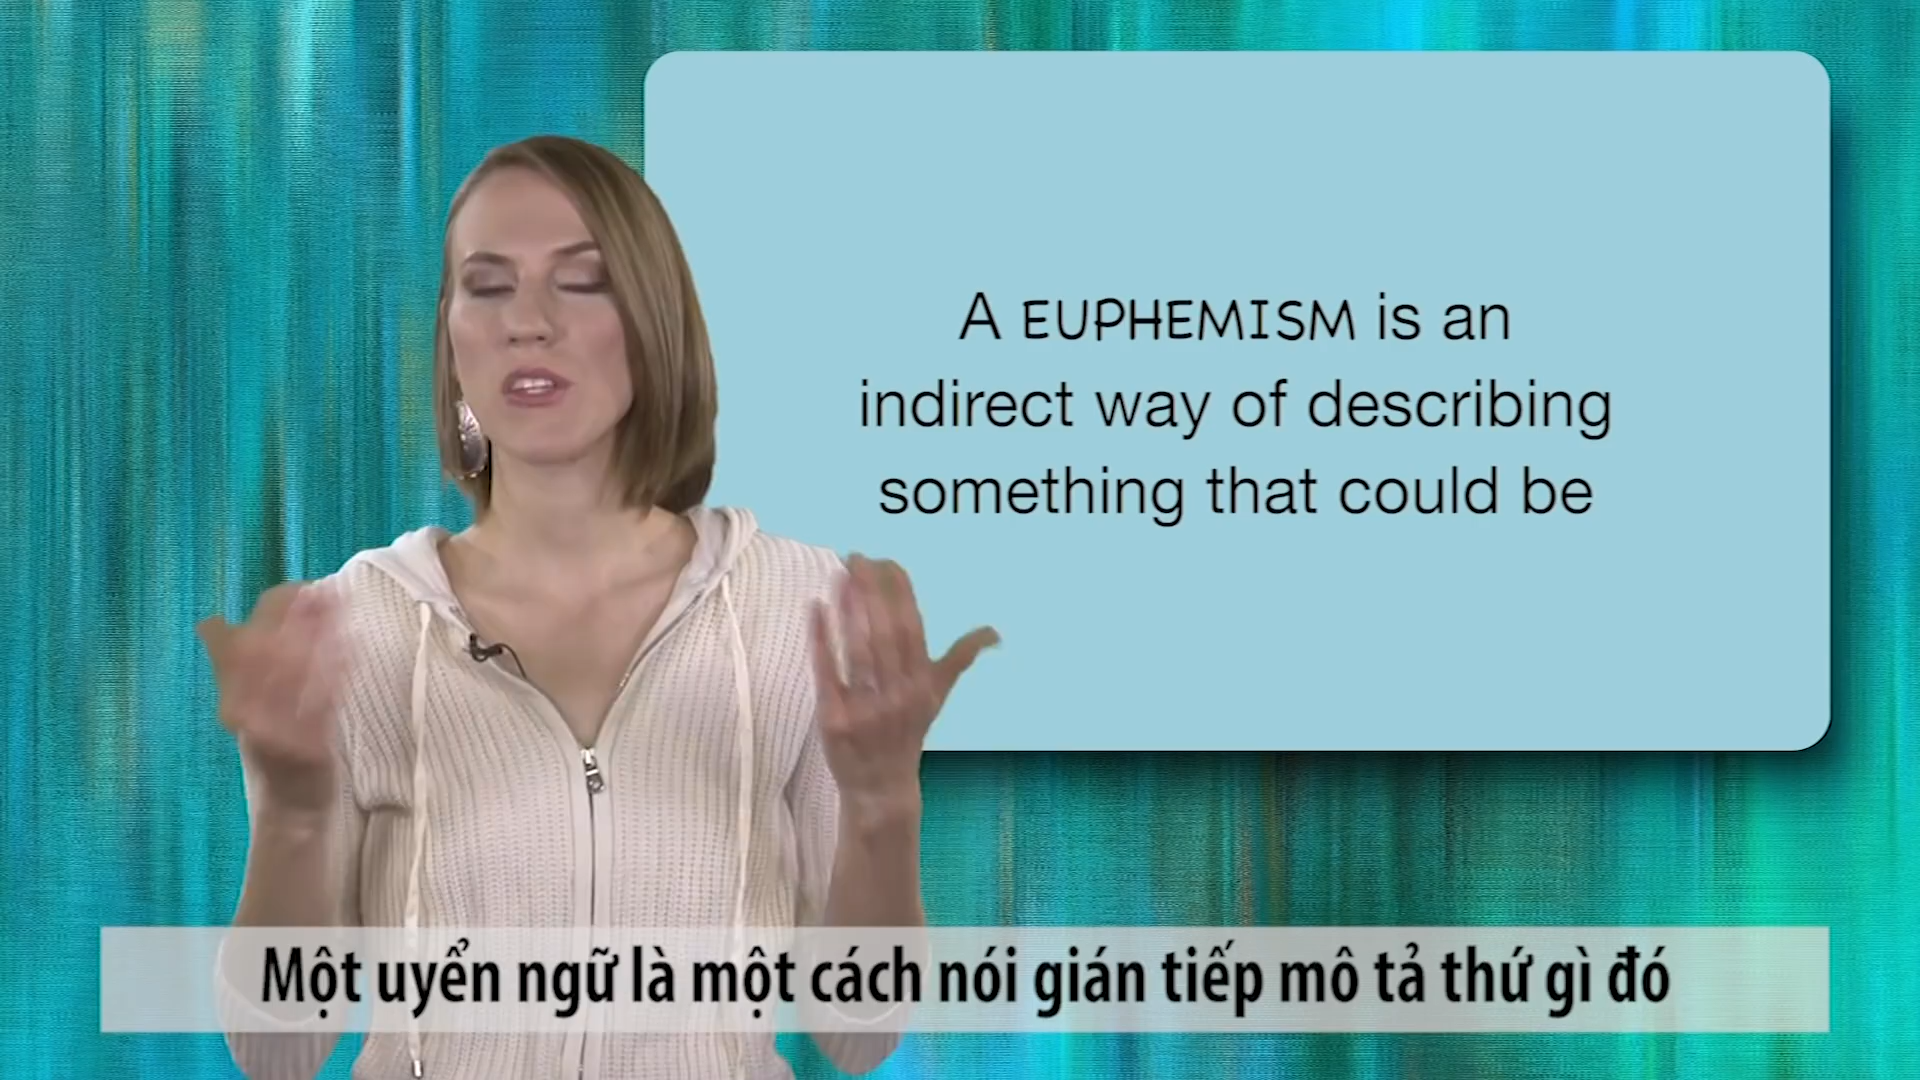 A EUPHEMISM is an
indirect way of describing
something that could be
Một uyển ngữ là một cách nói gián tiếp mô tả thứ gì đó